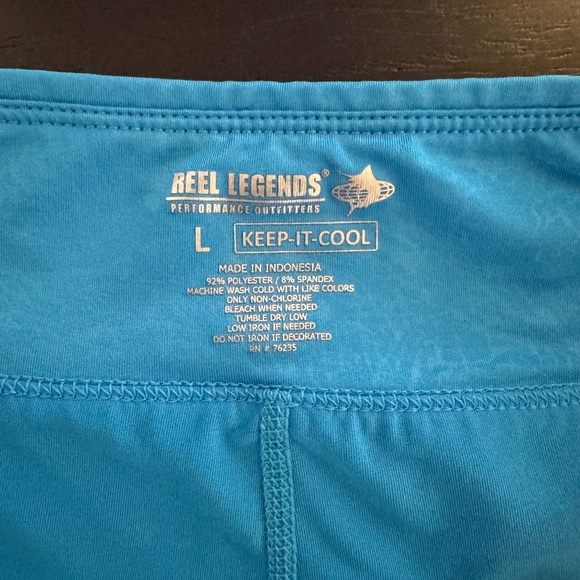 REEL LEGENDS®
PERFORMANCE OUTFITTERS
L KEEP-IT-COOL
MADE IN INDONESIA
92% POLYESTER / 8% SPANDEX
MACHINE WASH COLD WITH LIKE COLORS
ONLY NON-CHLORINE
BLEACH WHEN NEEDED
TUMBLE DRY LOW
LOW IRON IF NEEDED
DO NOT IRON IF DECORATED
RN # 76235